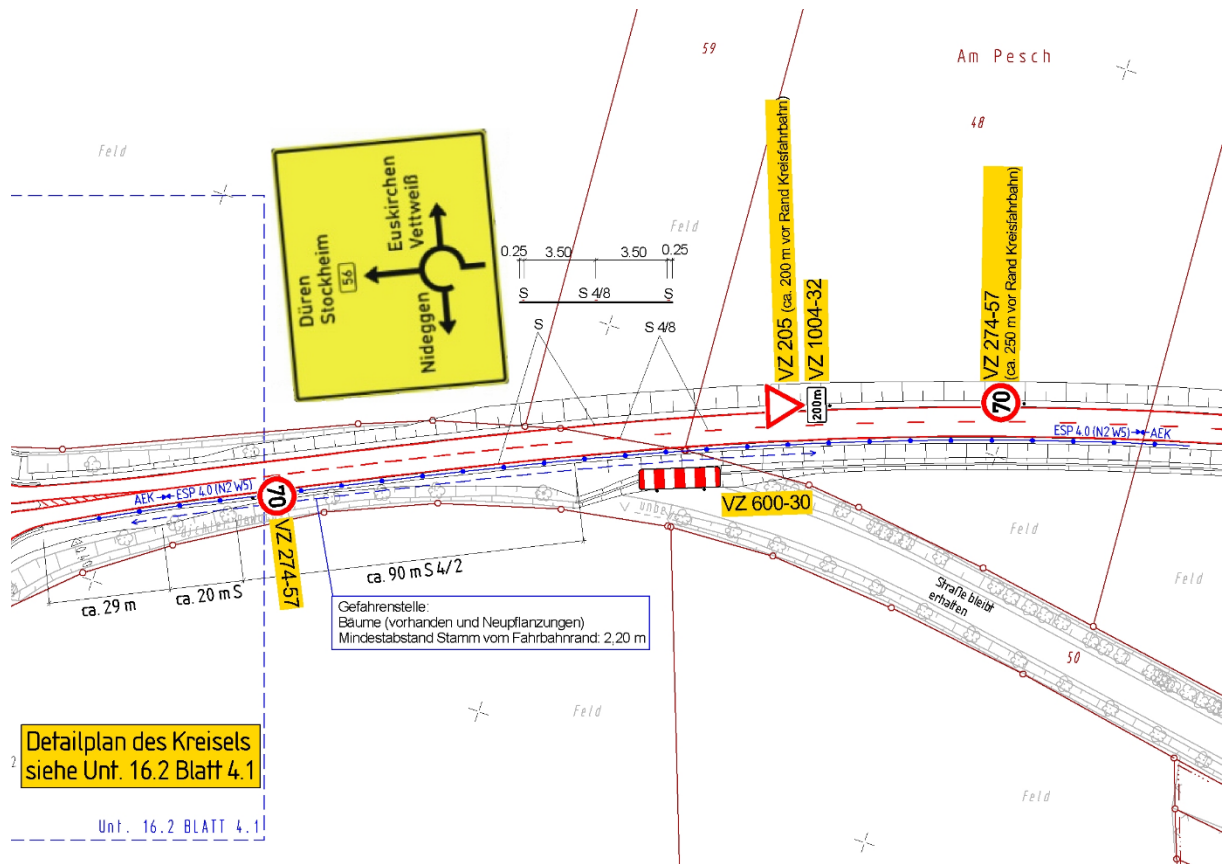 59
Am Pesch
48
Feld
Feld
Düren
Stockheim
56
Euskirchen
Vettweiß
Nideggen
0.25 3.50 3.50 0.25
S S 4/8 S
S S 4/8
VZ 205 (ca. 200 m vor Rand Kreisfahrbahn)
VZ 1004-32
VZ 274-57
(ca. 250 m vor Rand Kreisfahrbahn)
200m
70
ESP 4.0 (N2 W5) AEK
AEK ESP 4.0 (N2 W5)
70
VZ 274-57
VZ 600-30
ca. 29 m
ca. 20 m S
ca. 90 m S 4/2
Gefahrenstelle:
Bäume (vorhanden und Neupflanzungen)
Mindestabstand Stamm vom Fahrbahnrand: 2,20 m
Feld
Feld
Straße bleibt
erhalten
50
Feld
Feld
Detailplan des Kreisels
siehe Unt. 16.2 Blatt 4.1
2
Unt. 16.2 BLATT 4.1